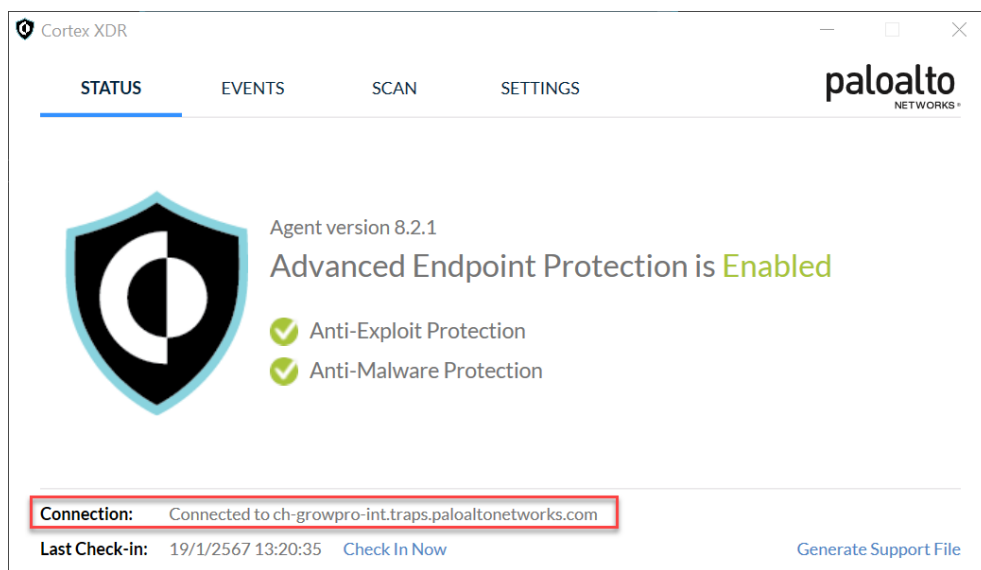 Cortex XDR
STATUS EVENTS SCAN SETTINGS
paloalto
NETWORKS®
Agent version 8.2.1
Advanced Endpoint Protection is Enabled
Anti-Exploit Protection
Anti-Malware Protection
Connection: Connected to ch-growpro-int.traps.paloaltonetworks.com
Last Check-in: 19/1/2567 13:20:35 Check In Now Generate Support File